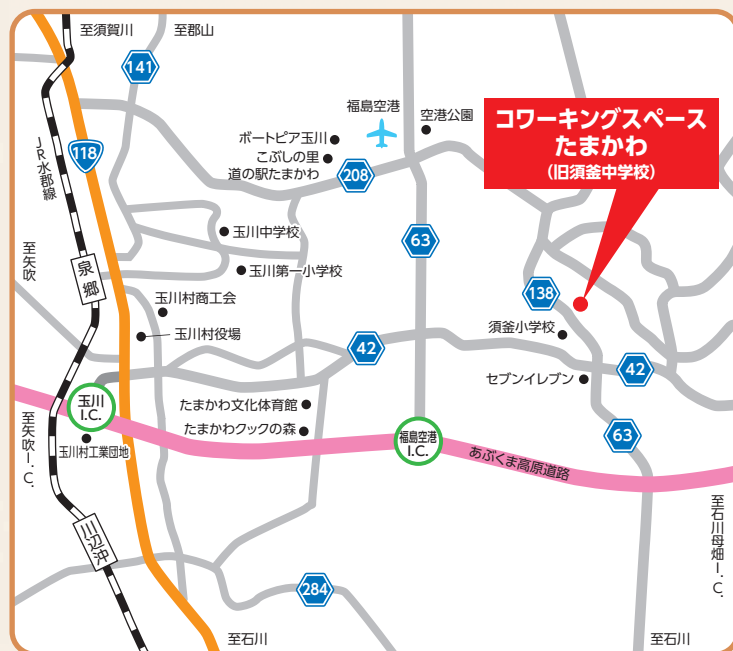 至須賀川
至郡山
141
福島空港
空港公園
コワーキングスペース
たまかわ
(旧須釜中学校)
ボートピア玉川
こぶしの里
道の駅たまかわ
118
JR水郡線
208
玉川中学校
63
至矢吹
泉郷
玉川第一小学校
138
玉川村商工会
須釜小学校
玉川村役場
42
42
セブンイレブン
玉川
I.C.
たまかわ文化体育館
至矢吹I.C.
たまかわクックの森
福島空港
I.C.
63
玉川村工業団地
あぶくま高原道路
至石川母畑I.C.
川辺沖
284
至石川
至石川